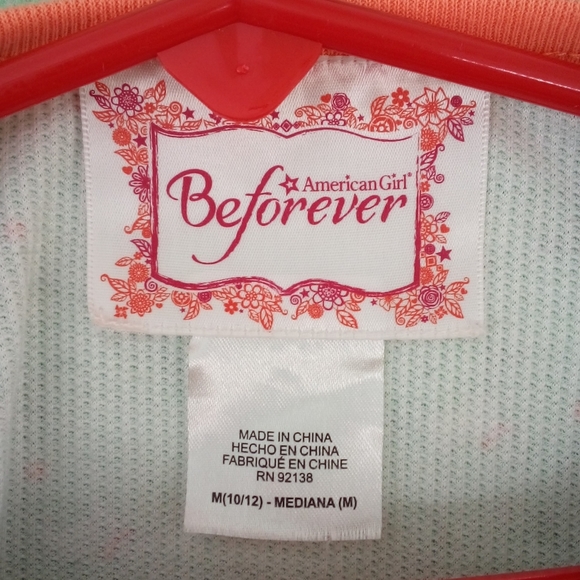 American Girl®
Beforever
MADE IN CHINA
HECHO EN CHINA
FABRIQUÉ EN CHINE
RN 92138
M(10/12) - MEDIANA (M)